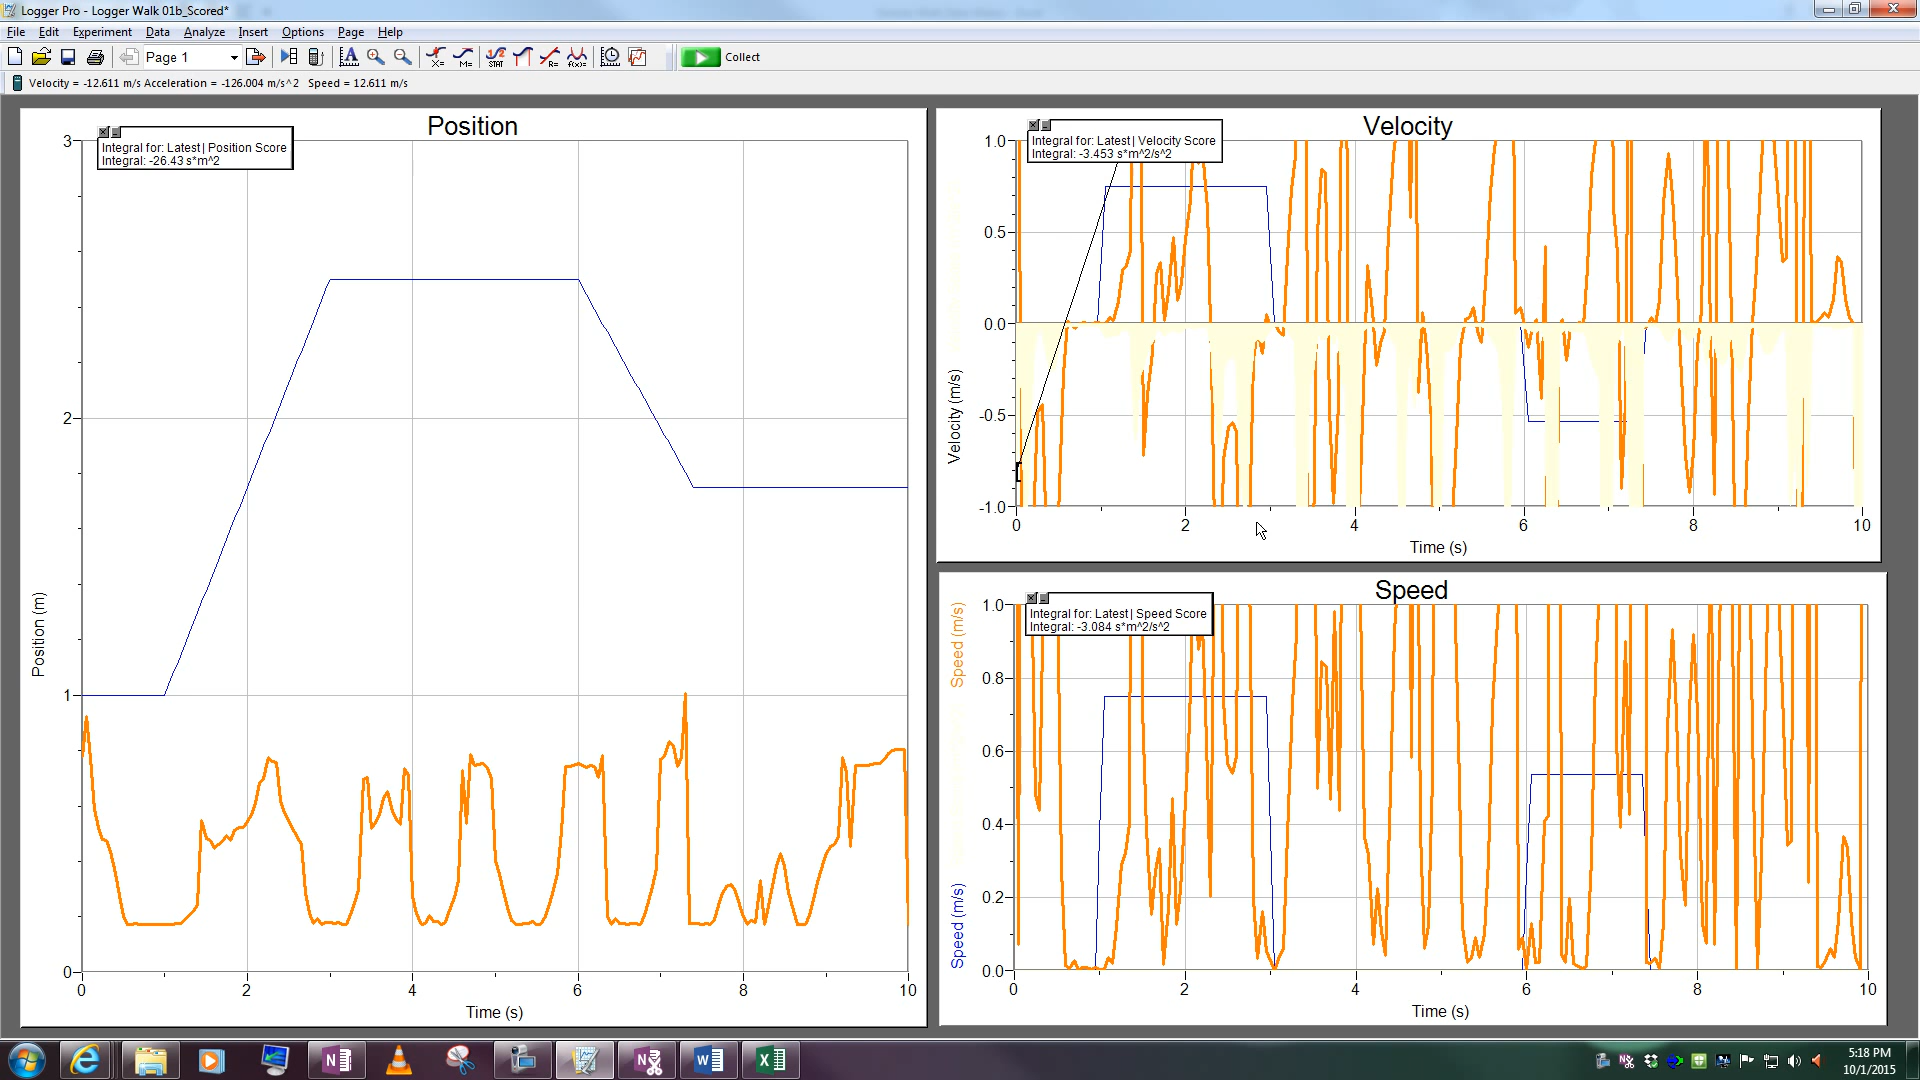 Logger Pro - Logger Walk 01b_Scored*
File Edit Experiment Data Analyze Insert Options Page Help
Page 1
X= M= STAT R= f(x)= Collect
Velocity = -12.611 m/s Acceleration = -126.004 m/s^2 Speed = 12.611 m/s
Position
Integral for: Latest | Position Score
Integral: -26.43 s*m^2
3
2
1
0
Position (m)
0 2 4 6 8 10
Time (s)
Velocity
Integral for: Latest | Velocity Score
Integral: -3.453 s*m^2/s^2
1.0
0.5
0.0
-0.5
-1.0
Velocity (m/s)
0 2 4 6 8 10
Time (s)
Speed
Integral for: Latest | Speed Score
Integral: -3.084 s*m^2/s^2
1.0
0.8
0.6
0.4
0.2
0.0
Speed (m/s)
Speed (m/s)
0 2 4 6 8 10
Time (s)
5:18 PM
10/1/2015